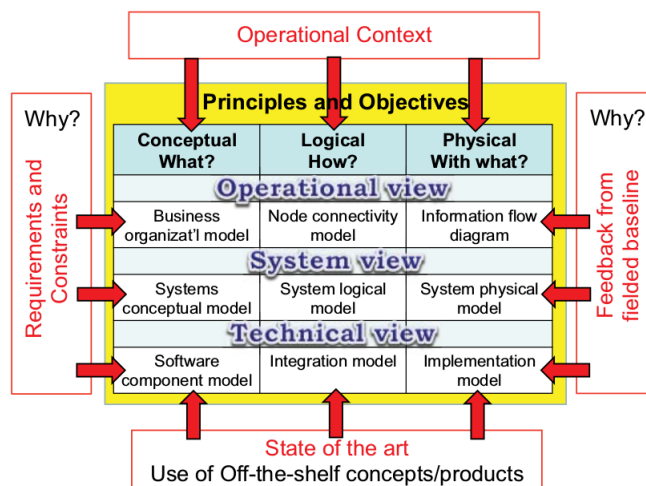 Operational Context
Principles and Objectives
Why?
Requirements and
Constraints
Conceptual
What?
Logical
How?
Physical
With what?
Operational view
Business
organizat'l model
Node connectivity
model
Information flow
diagram
System view
Systems
conceptual model
System logical
model
System physical
model
Technical view
Software
component model
Integration model
Implementation
model
Why?
Feedback from
fielded baseline
State of the art
Use of Off-the-shelf concepts/products